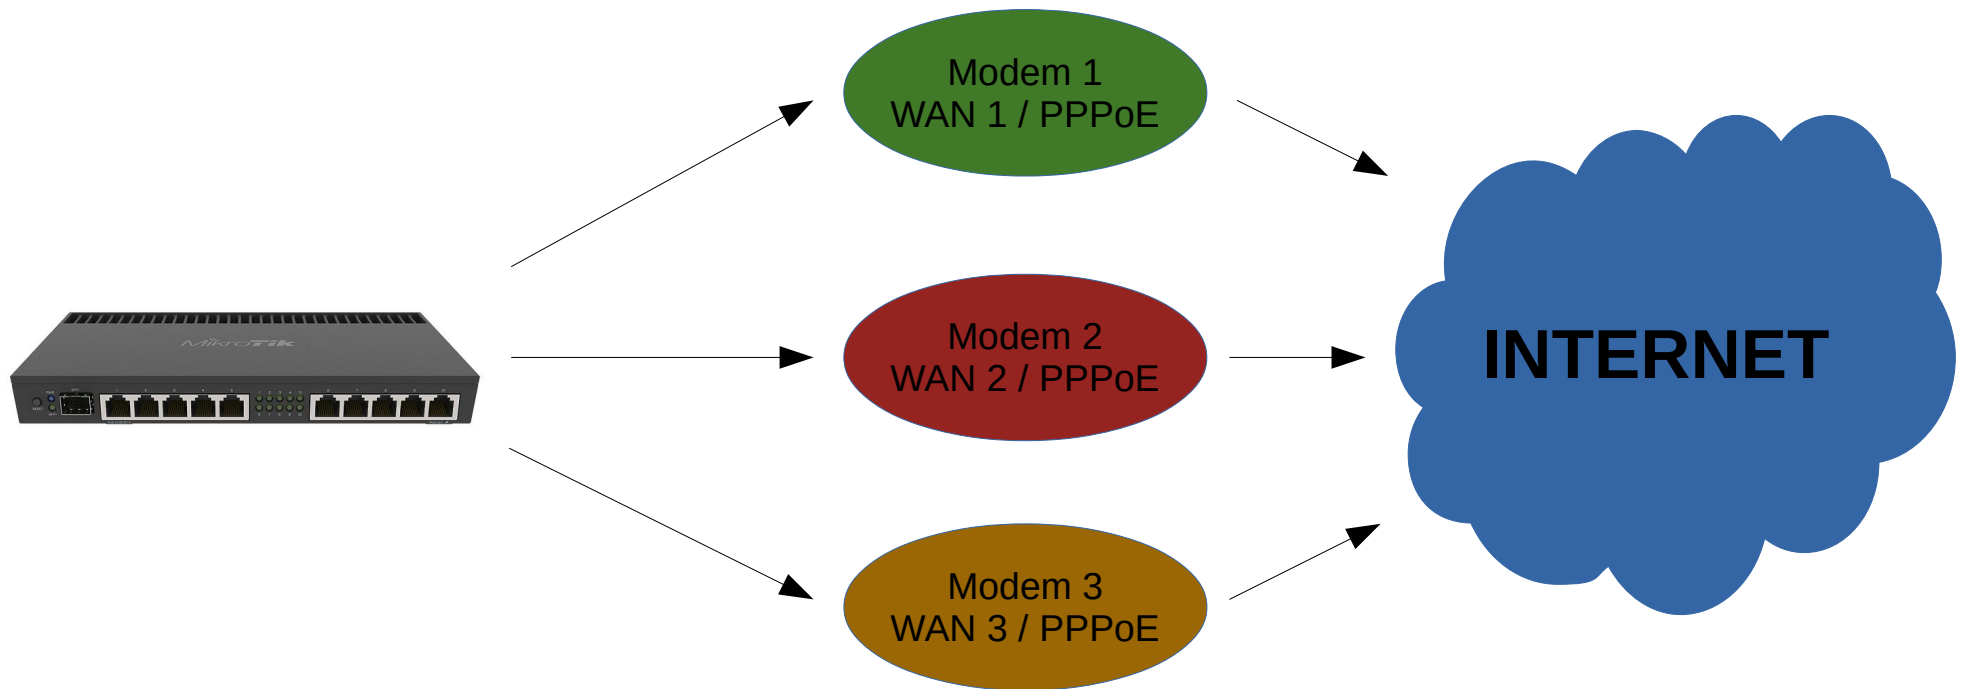 Modem 1
WAN 1 / PPPoE
MikroTik
Modem 2
WAN 2 / PPPoE
INTERNET
Modem 3
WAN 3 / PPPoE